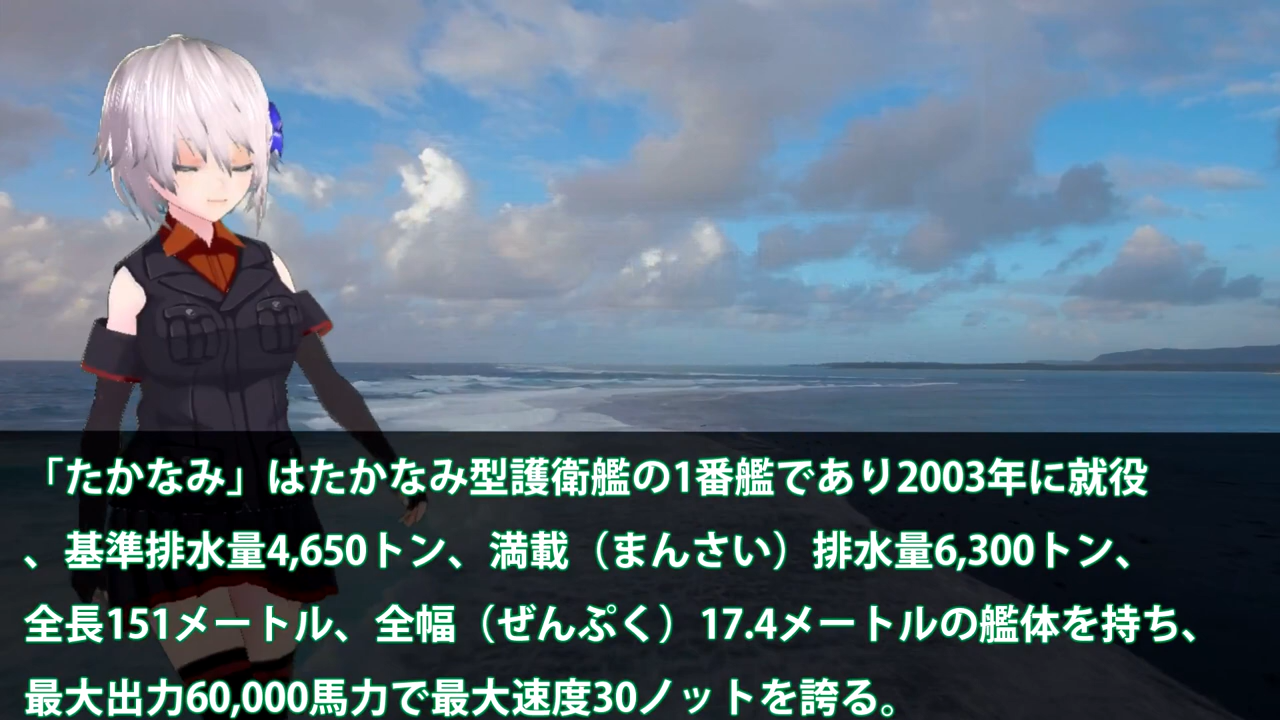 「たかなみ」はたかなみ型護衛艦の1番艦であり2003年に就役
、基準排水量4,650トン、満載（まんさい）排水量6,300トン、
全長151メートル、全幅（ぜんぷく）17.4メートルの艦体を持ち、
最大出力60,000馬力で最大速度30ノットを誇る。